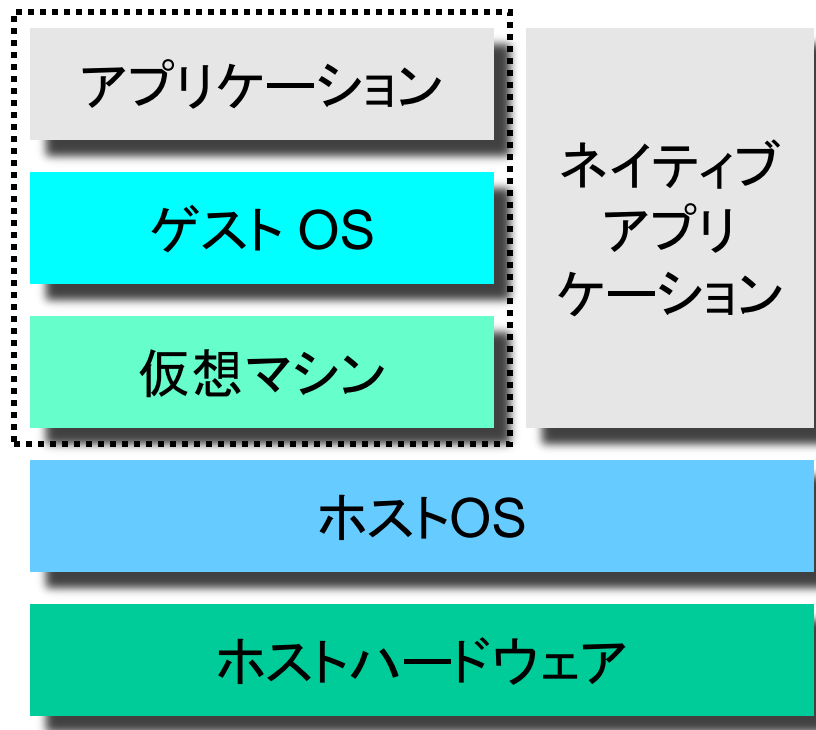 アプリケーション
ゲスト OS
仮想マシン
ネイティブ
アプリ
ケーション
ホストOS
ホストハードウェア